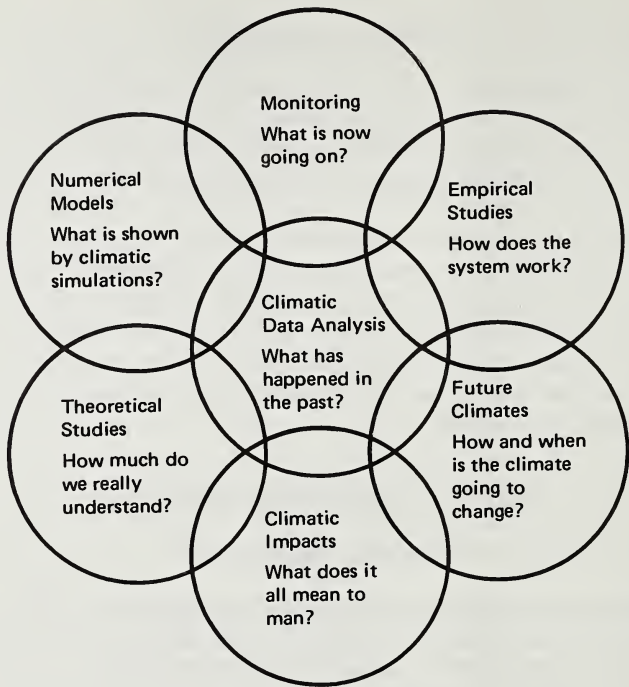 Monitoring
What is now
going on?
Numerical
Models
What is shown
by climatic
simulations?
Empirical
Studies
How does the
system work?
Climatic
Data Analysis
What has
happened in
the past?
Theoretical
Studies
How much do
we really
understand?
Future
Climates
How and when
is the climate
going to
change?
Climatic
Impacts
What does it
all mean to
man?